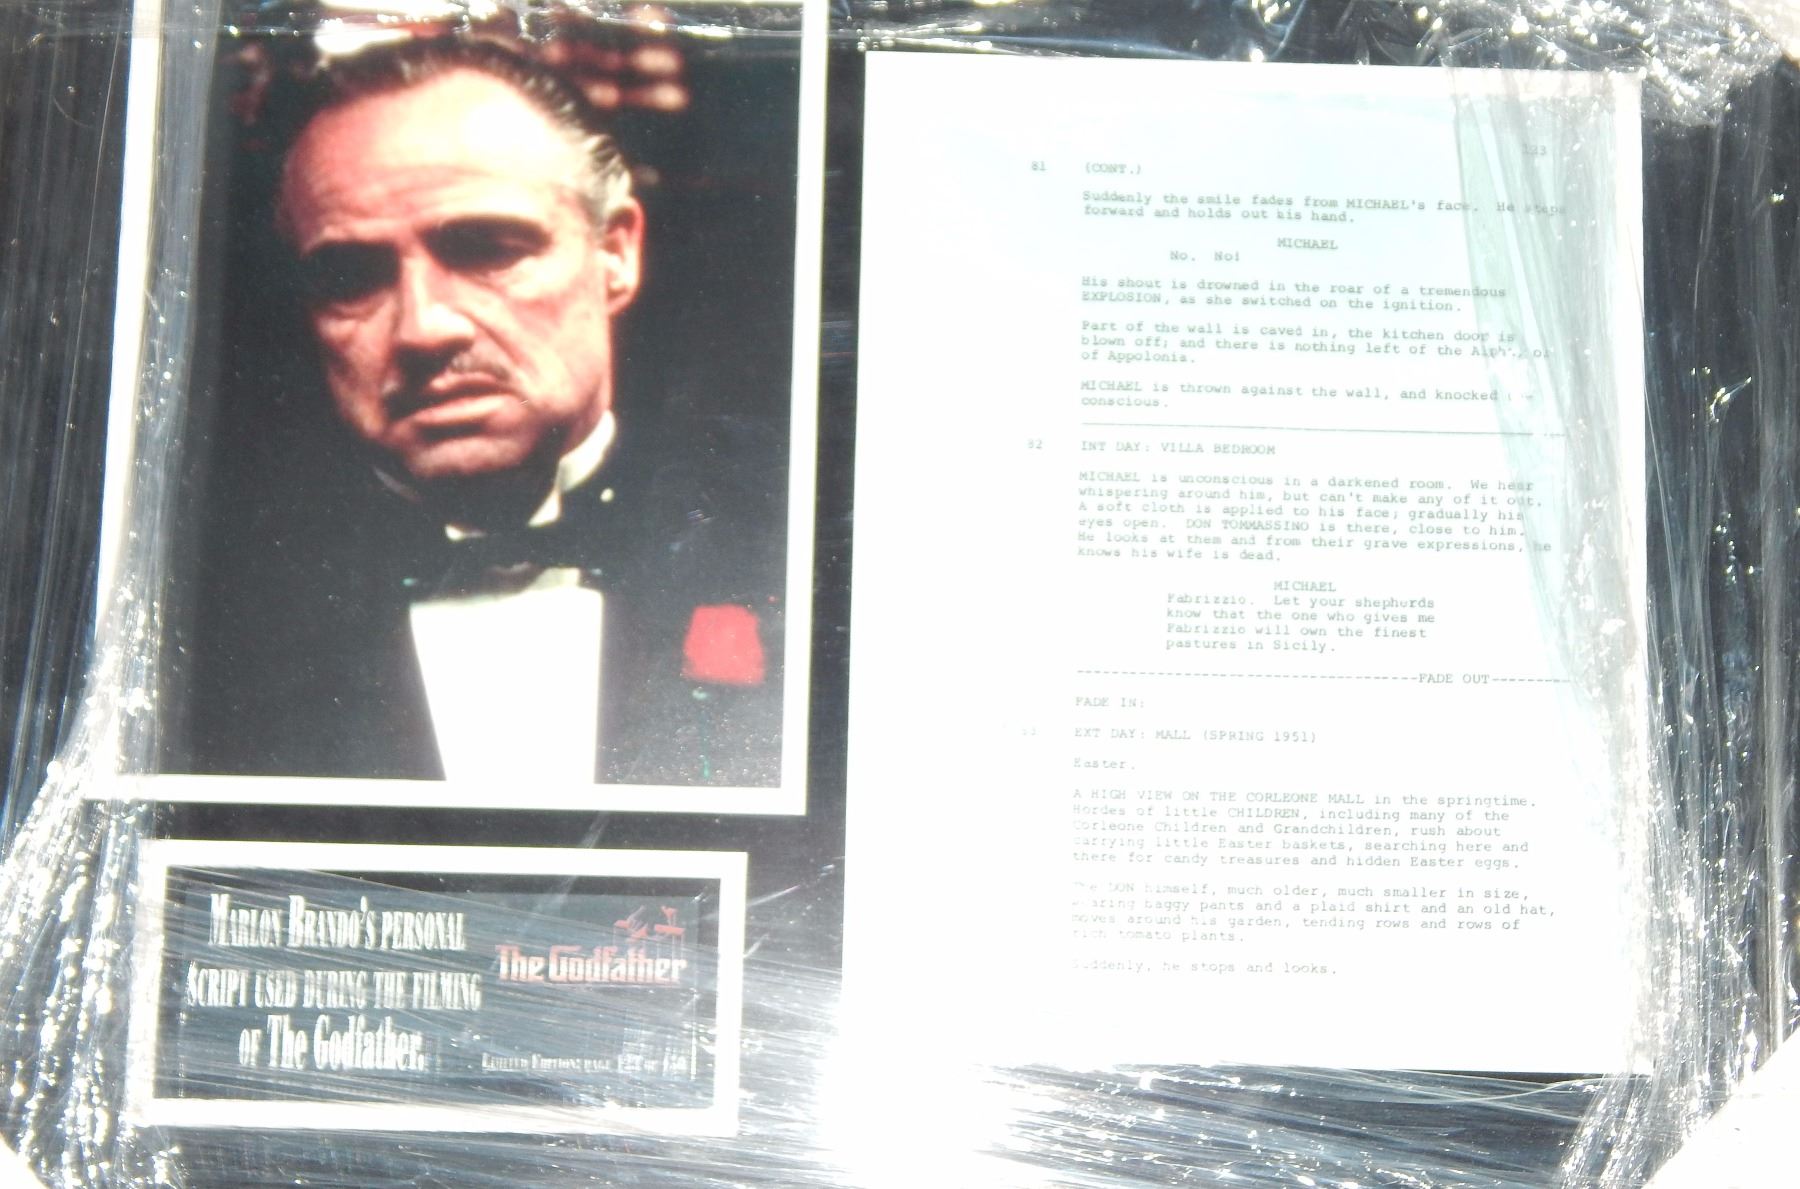 MARLON BRANDO'S PERSONAL
SCRIPT USED DURING THE FILMING
OF The Godfather.
The Godfather
LIMITED EDITION: PAGE
123
81 (CONT.)
Suddenly the smile fades from MICHAEL's face. He steps
forward and holds out his hand.
MICHAEL
No. No!
His shout is drowned in the roar of a tremendous
EXPLOSION, as she switched on the ignition.
Part of the wall is caved in, the kitchen door is
blown off; and there is nothing left of the or
of Appolonia.
MICHAEL is thrown against the wall, and knocked
conscious.
82 INT DAY: VILLA BEDROOM
MICHAEL is unconscious in a darkened room. We hear
whispering around him, but can't make any of it out.
A soft cloth is applied to his face; gradually his
eyes open. DON TOMMASSINO is there, close to him.
He looks at them and from their grave expressions, he
knows his wife is dead.
MICHAEL
Fabrizzio. Let your shepherds
know that the one who gives me
Fabrizzio will own the finest
pastures in Sicily.
FADE OUT
FADE IN:
EXT DAY: MALL (SPRING 1951)
Easter.
A HIGH VIEW ON THE CORLEONE MALL in the springtime.
Hordes of little CHILDREN, including many of the
Corleone Children and Grandchildren, rush about
carrying little Easter baskets, searching here and
there for candy treasures and hidden Easter eggs.
The DON himself, much older, much smaller in size,
wearing baggy pants and a plaid shirt and an old hat,
moves around his garden, tending rows and rows of
rich tomato plants.
Suddenly, he stops and looks.